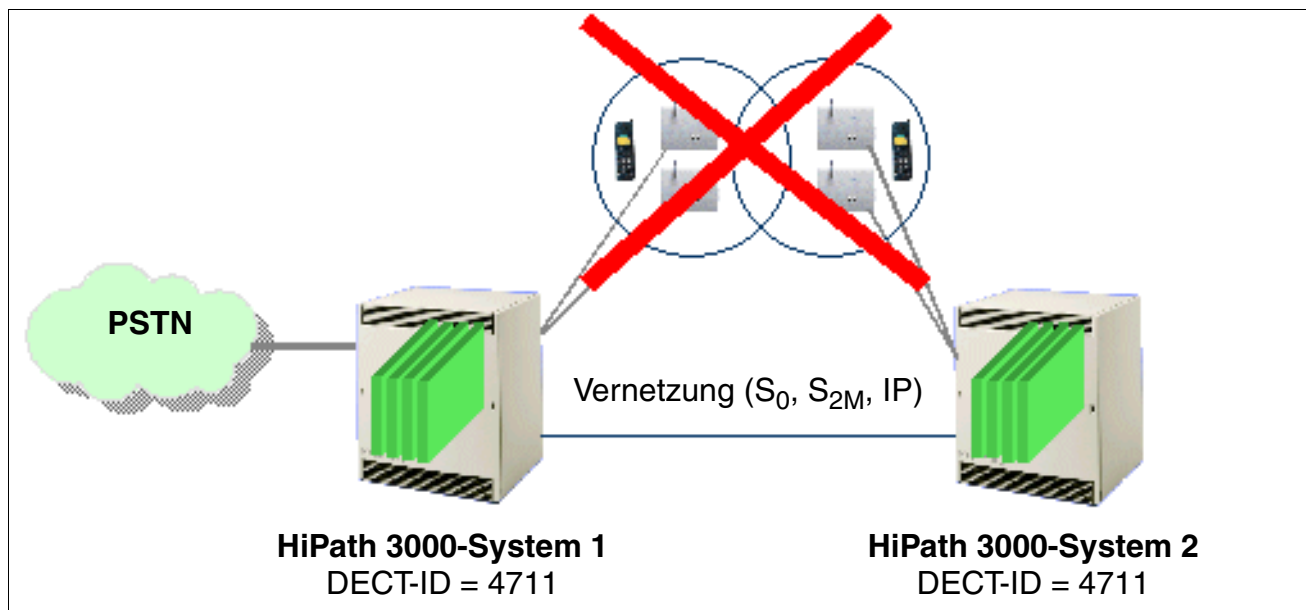 PSTN
Vernetzung (S0, S2M, IP)
HiPath 3000-System 1
DECT-ID = 4711
HiPath 3000-System 2
DECT-ID = 4711